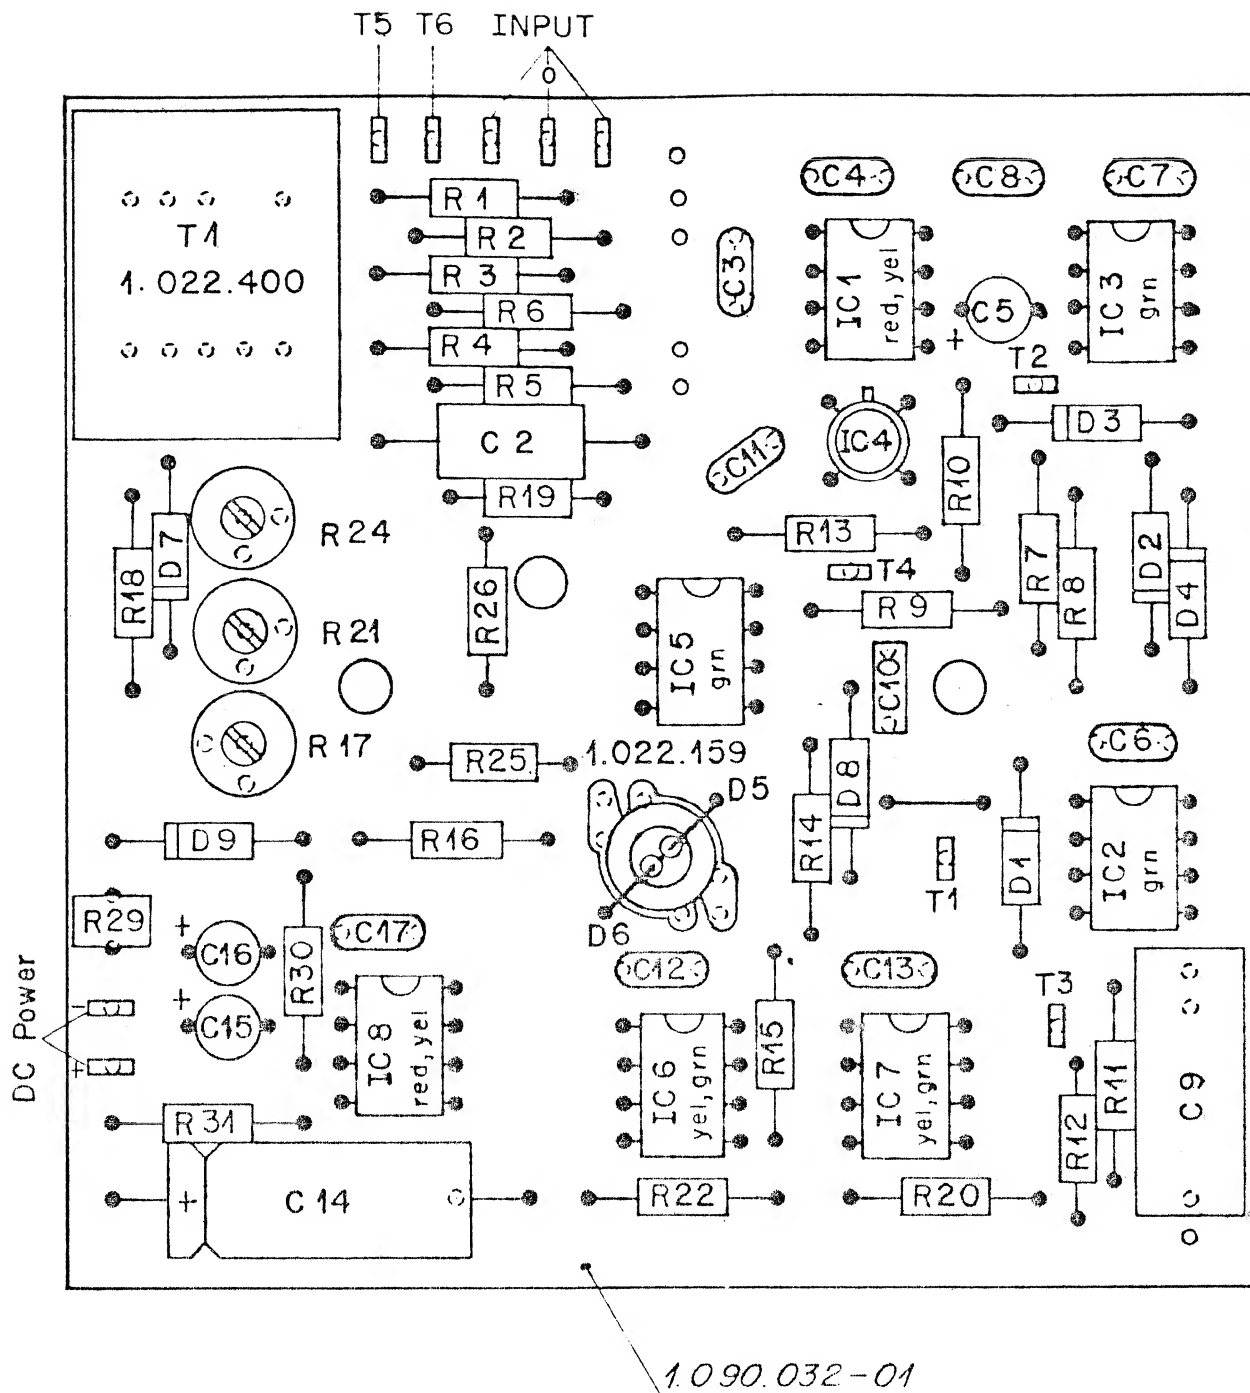 T5 T6 INPUT
o
C4 C8 C7
R1
T1
R2
1.022.400
R3
C3
IC1
red, yel
C5
+
IC3
grn
R6
R4
T2
R5
D3
C2
IC4
C11
R10
R19
R24
R13
D7
R18
R26
T4
R7
R8
D2
D4
R9
R21
IC5
grn
C10
R17
1.022.159
C6
R25
D5
D8
R14
D9
R16
D1
IC2
grn
T1
R29
+
C16
R30
C17
D6
C12
C13
T3
DC Power
-
+
+
C15
IC8
red, yel
R15
IC6
yel, grn
IC7
yel, grn
R11
R12
C9
R31
+
C14
R22
R20
1.090.032-01